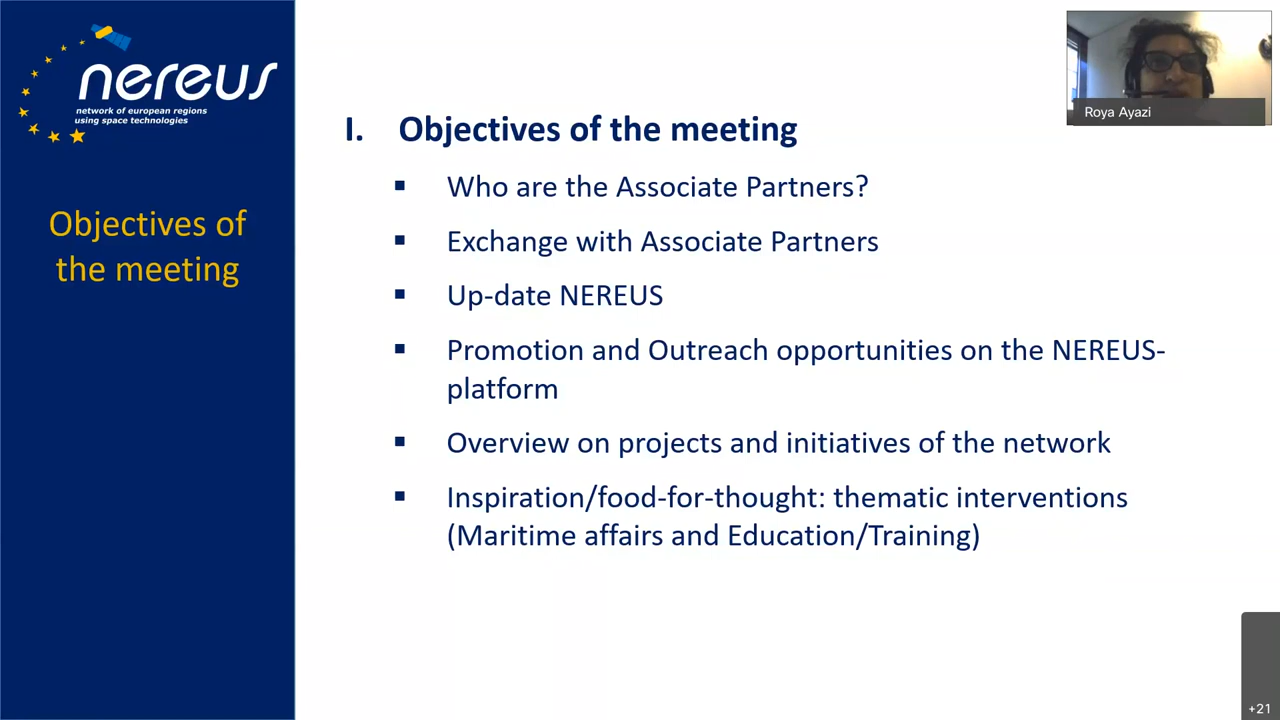 nereus
network of european regions
using space technologies
Objectives of
the meeting
I. Objectives of the meeting
▪ Who are the Associate Partners?
▪ Exchange with Associate Partners
▪ Up-date NEREUS
▪ Promotion and Outreach opportunities on the NEREUS-
platform
▪ Overview on projects and initiatives of the network
▪ Inspiration/food-for-thought: thematic interventions
(Maritime affairs and Education/Training)
Roya Ayazi
+21